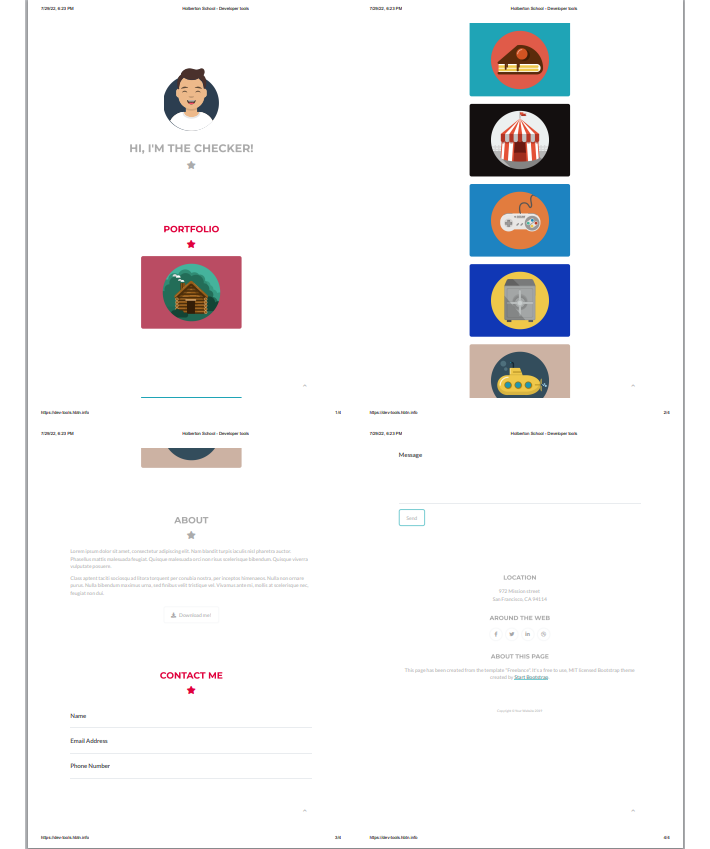 7/29/22, 6:23 PM
Holberton School - Developer tools
HI, I'M THE CHECKER!
PORTFOLIO
https://dev-tools.hbtn.info
1/4
7/29/22, 6:23 PM
Holberton School - Developer tools
https://dev-tools.hbtn.info
2/4
7/29/22, 6:23 PM
Holberton School - Developer tools
ABOUT
Lorem ipsum dolor sit amet, consectetur adipiscing elit. Nam blandit turpis iaculis nisl pharetra auctor.
Phasellus mattis malesuada feugiat. Quisque malesuada orci non risus scelerisque bibendum. Quisque viverra
vulputate posuere.
Class aptent taciti sociosqu ad litora torquent per conubia nostra, per inceptos himenaeos. Nulla non ornare
purus. Nulla bibendum maximus urna, vestibulum velit tristique vel. Vivamus ante mi, mollis at scelerisque nec,
feugiat non dui.
Download me!
CONTACT ME
Name
Email Address
Phone Number
https://dev-tools.hbtn.info
3/4
7/29/22, 6:23 PM
Holberton School - Developer tools
Message
Send
LOCATION
972 Mission street
San Francisco, CA 94114
AROUND THE WEB
ABOUT THIS PAGE
This page has been created from the template "Freelance". It's a free to use, MIT licensed Bootstrap theme
created by Start Bootstrap
Copyright © Your Website 2019
https://dev-tools.hbtn.info
4/4